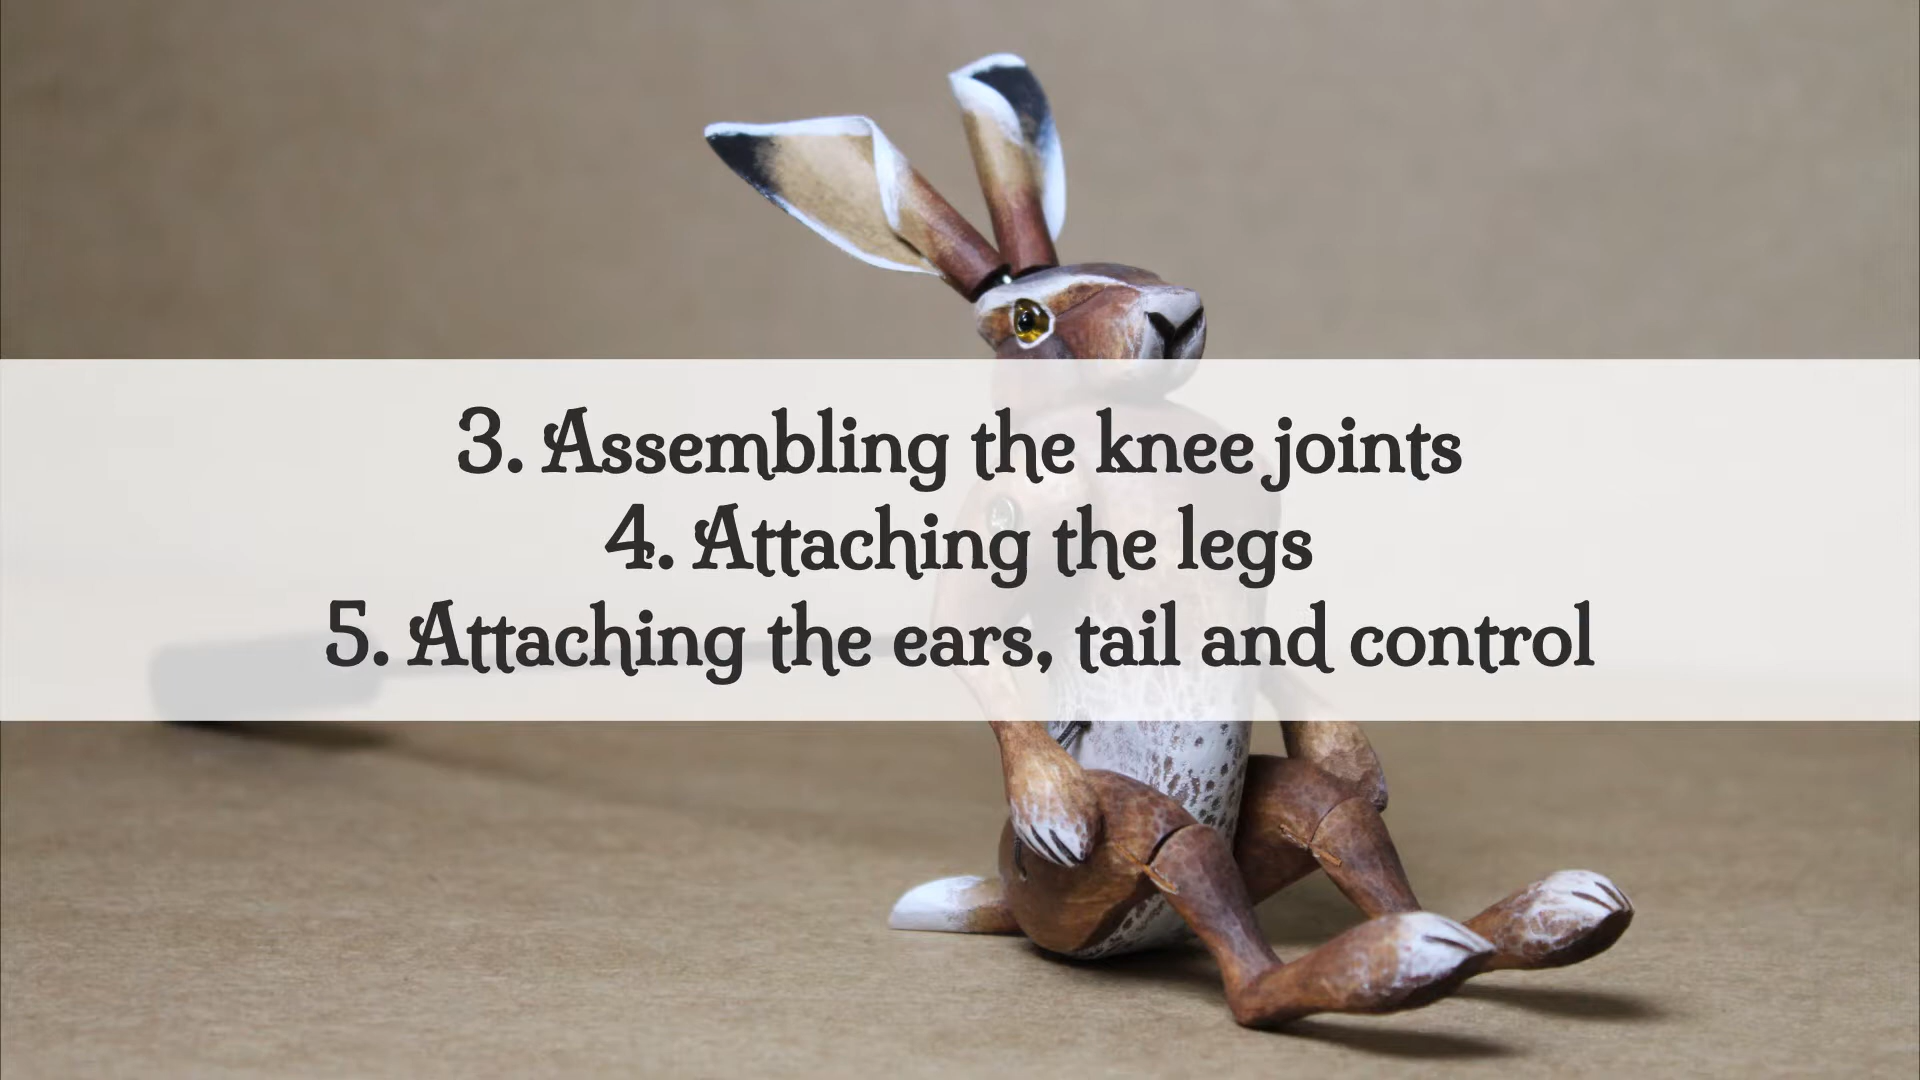 3. Assembling the knee joints
4. Attaching the legs
5. Attaching the ears, tail and control